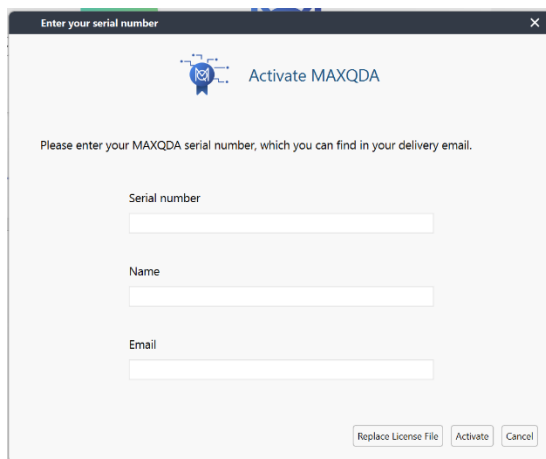 Enter your serial number
Activate MAXQDA
Please enter your MAXQDA serial number, which you can find in your delivery email.
Serial number
Name
Email
Replace License File Activate Cancel